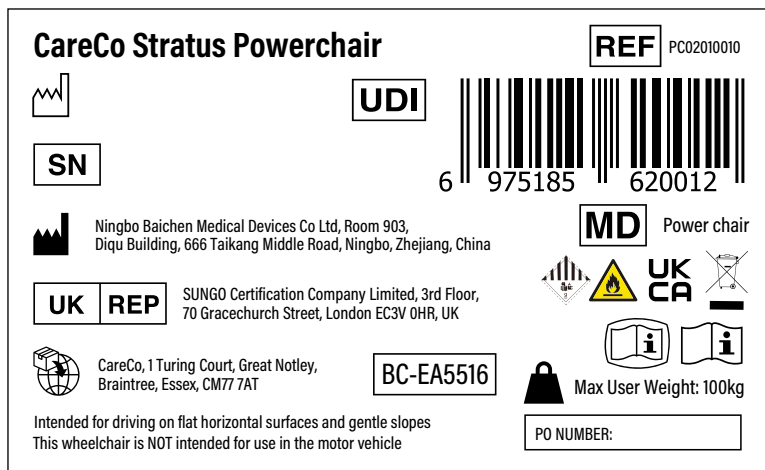 CareCo Stratus Powerchair
REF PC02010010
UDI
6 975185 620012
SN
Ningbo Baichen Medical Devices Co Ltd, Room 903,
Diqu Building, 666 Taikang Middle Road, Ningbo, Zhejiang, China
MD Power chair
UK REP
SUNGO Certification Company Limited, 3rd Floor,
70 Gracechurch Street, London EC3V 0HR, UK
UK
CA
CareCo, 1 Turing Court, Great Notley,
Braintree, Essex, CM77 7AT
BC-EA5516
Max User Weight: 100kg
Intended for driving on flat horizontal surfaces and gentle slopes
This wheelchair is NOT intended for use in the motor vehicle
PO NUMBER: